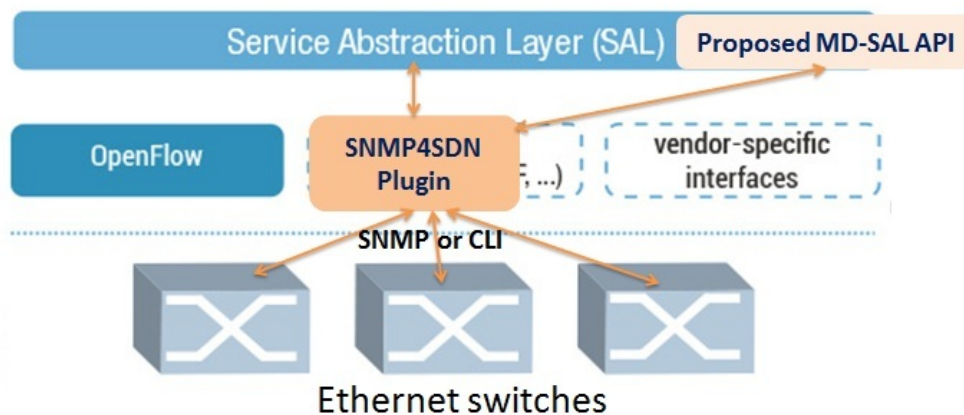 Service Abstraction Layer (SAL)
Proposed MD-SAL API
OpenFlow
SNMP4SDN
Plugin
F, ...)
vendor-specific
interfaces
SNMP or CLI
Ethernet switches